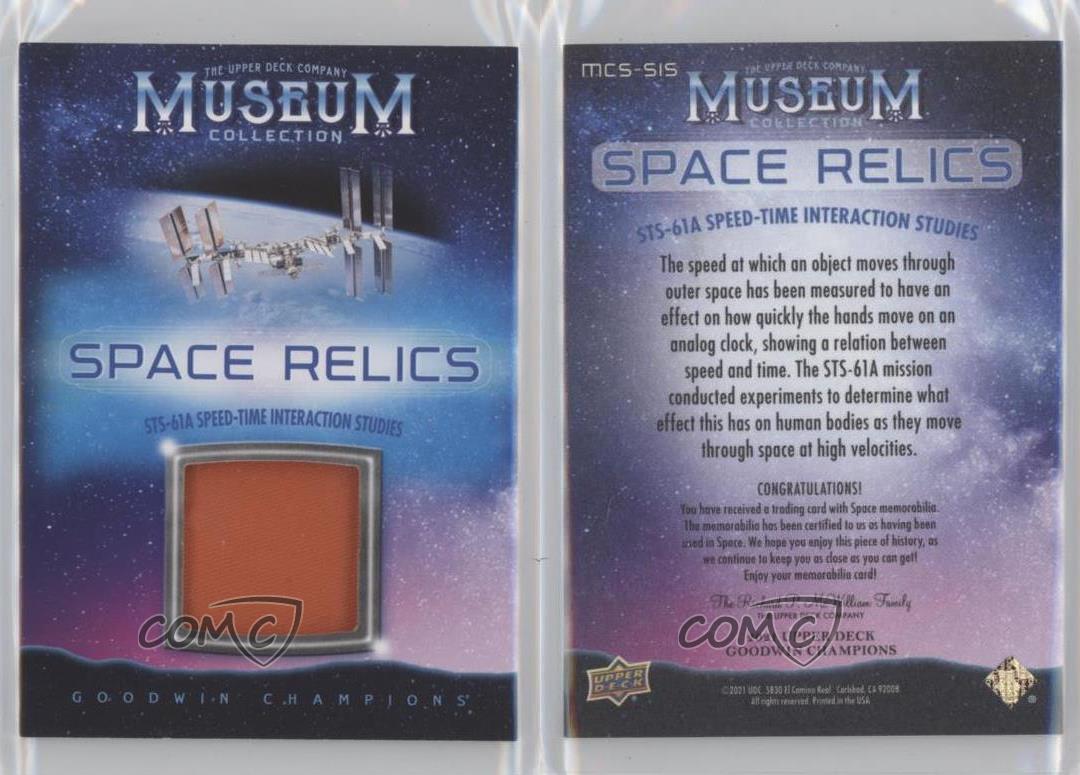 THE UPPER DECK COMPANY
MUSEUM
COLLECTION
SPACE RELICS
STS-61A SPEED-TIME INTERACTION STUDIES
COMC
GOODWIN CHAMPIONS
MCS-SIS
THE UPPER DECK COMPANY
MUSEUM
COLLECTION
SPACE RELICS
STS-61A SPEED-TIME INTERACTION STUDIES
The speed at which an object moves through
outer space has been measured to have an
effect on how quickly the hands move on an
analog clock, showing a relation between
speed and time. The STS-61A mission
conducted experiments to determine what
effect this has on human bodies as they move
through space at high velocities.
CONGRATULATIONS!
You have received a trading card with Space memorabilia.
The memorabilia has been certified to us as having been
used in Space. We hope you enjoy this piece of history, as
we continue to keep you as close as you can get!
Enjoy your memorabilia card!
The Richard P. McWilliam Family
THE UPPER DECK COMPANY
COMC
2021 UPPER DECK
GOODWIN CHAMPIONS
UPPER
DECK
© 2021 UDC. 5830 El Camino Real. Carlsbad, CA 92008
All rights reserved. Printed in the USA
®